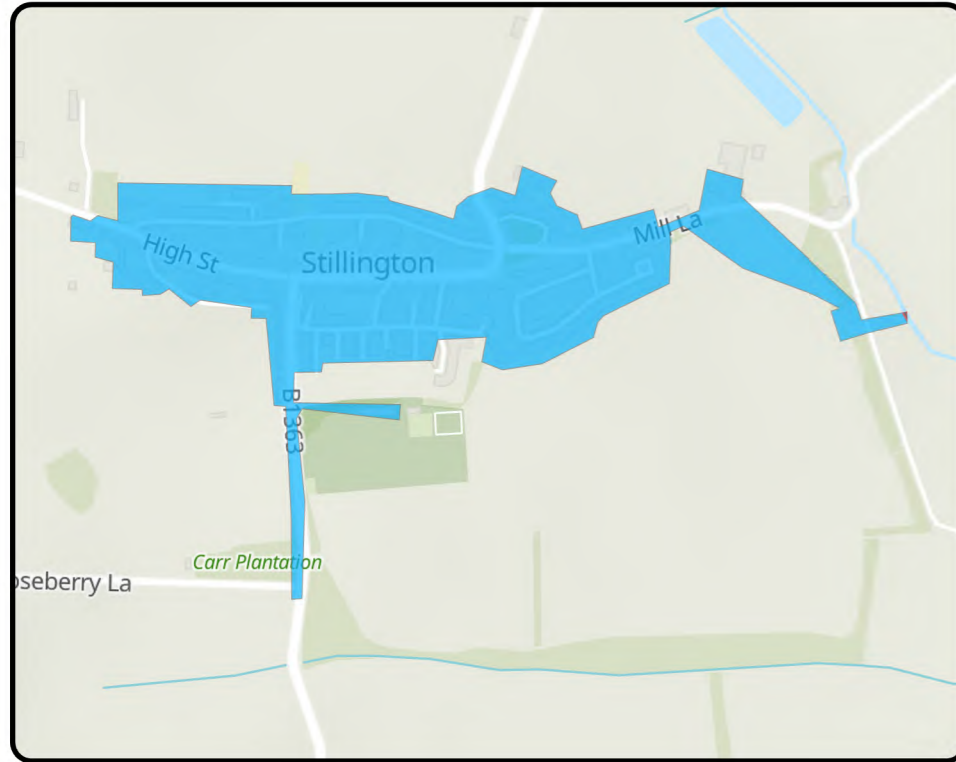 Mill La
High St
Stillington
B1363
Carr Plantation
oseberry La